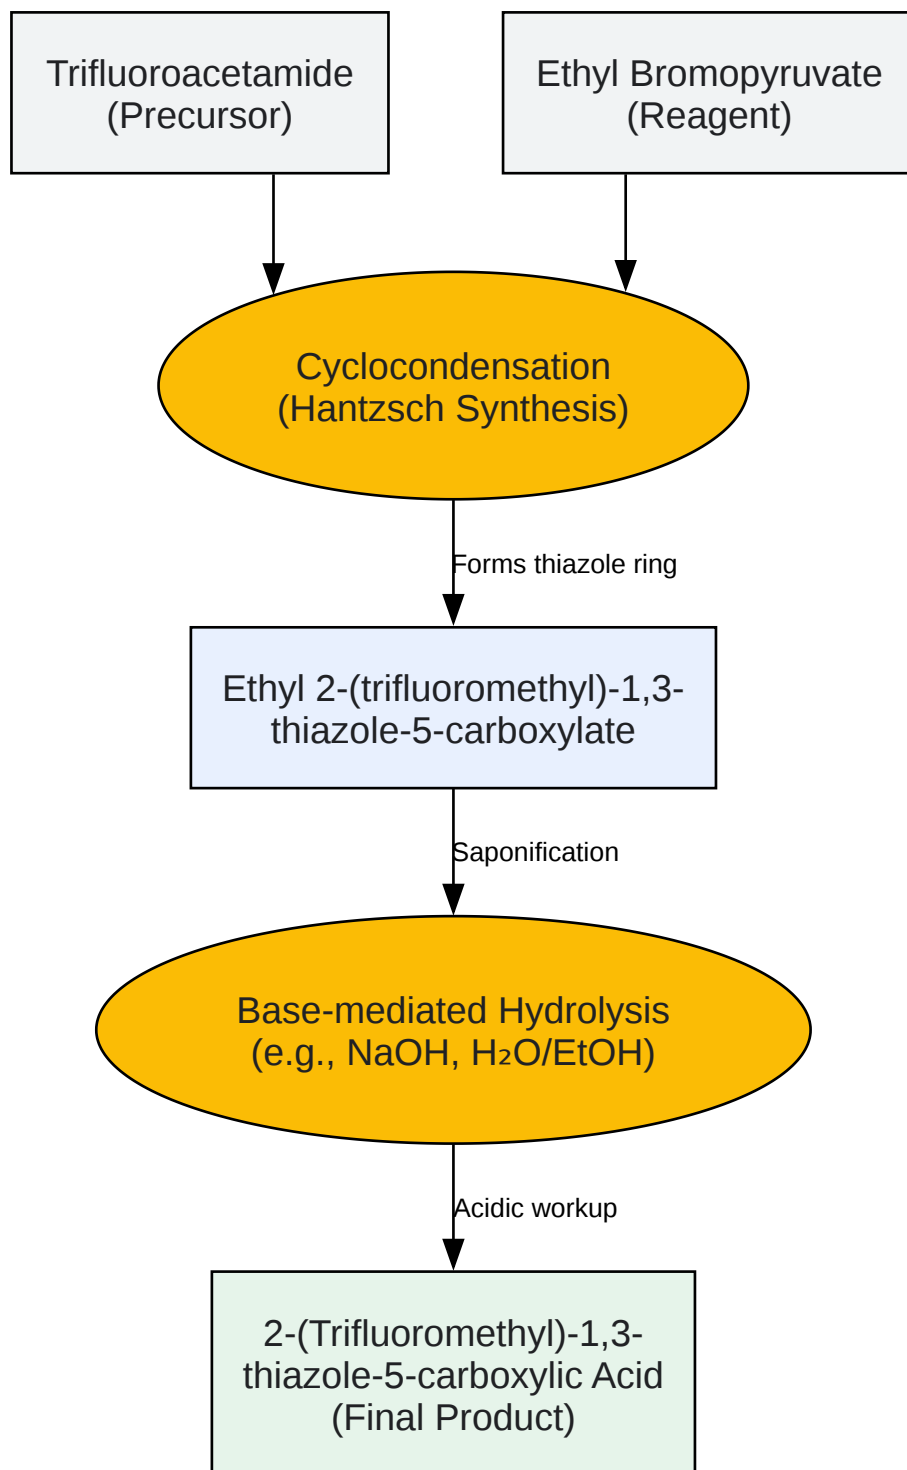 Trifluoroacetamide
(Precursor)
Ethyl Bromopyruvate
(Reagent)
Cyclocondensation
(Hantzsch Synthesis)
Forms thiazole ring
Ethyl 2-(trifluoromethyl)-1,3-
thiazole-5-carboxylate
Saponification
Base-mediated Hydrolysis
(e.g., NaOH, H₂O/EtOH)
Acidic workup
2-(Trifluoromethyl)-1,3-
thiazole-5-carboxylic Acid
(Final Product)